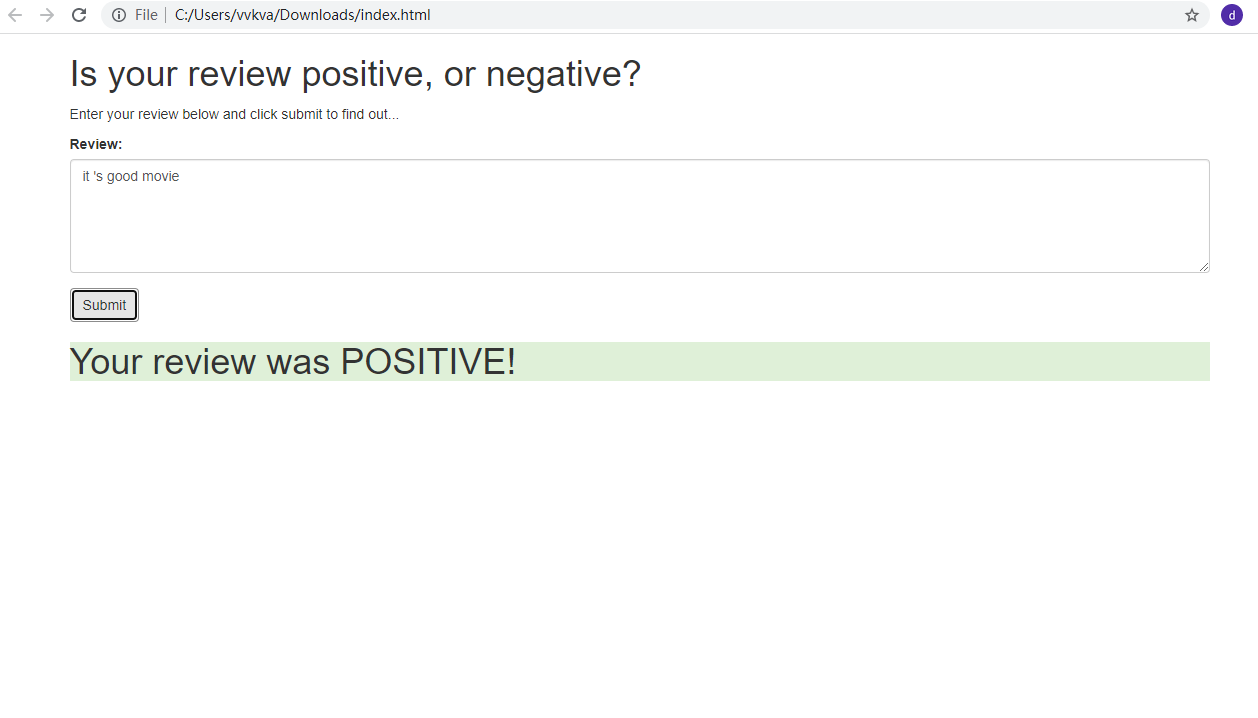 File | C:/Users/vvkva/Downloads/index.html d
Is your review positive, or negative?
Enter your review below and click submit to find out...
Review:
it 's good movie
Submit
Your review was POSITIVE!